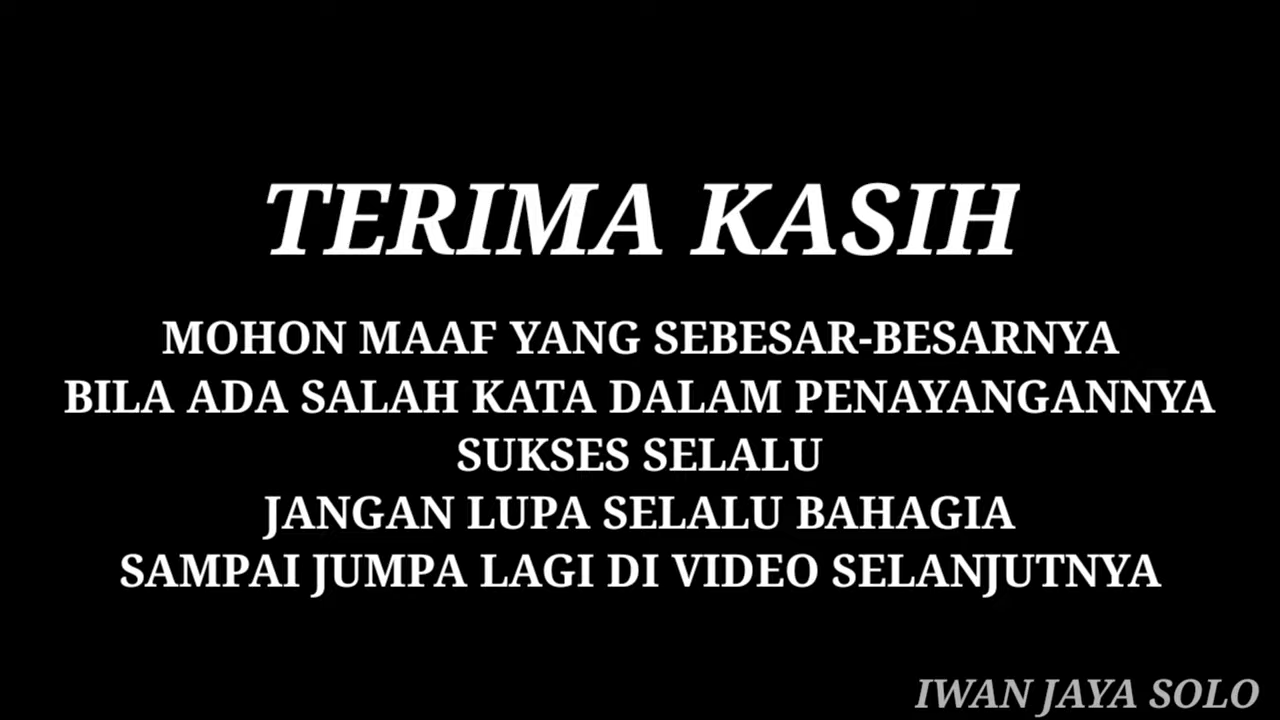 TERIMA KASIH
MOHON MAAF YANG SEBESAR-BESARNYA
BILA ADA SALAH KATA DALAM PENAYANGANNYA
SUKSES SELALU
JANGAN LUPA SELALU BAHAGIA
SAMPAI JUMPA LAGI DI VIDEO SELANJUTNYA
IWAN JAYA SOLO